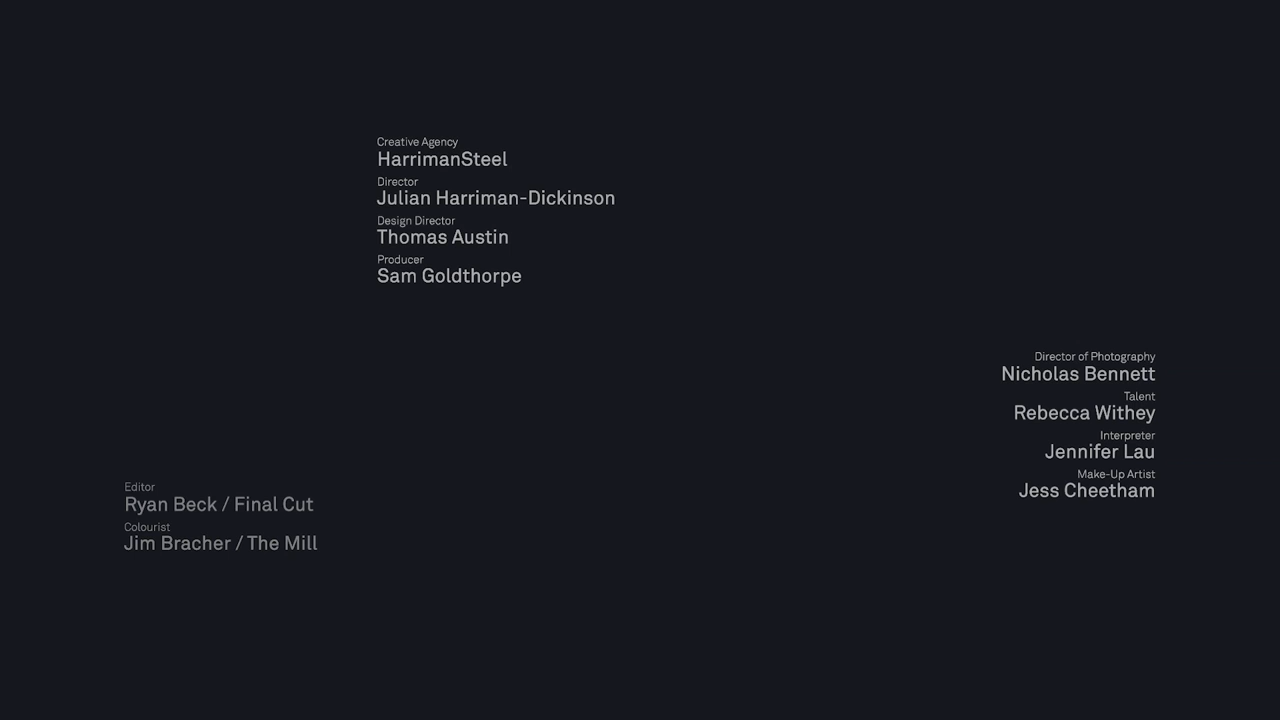 Creative Agency
HarrimanSteel
Director
Julian Harriman-Dickinson
Design Director
Thomas Austin
Producer
Sam Goldthorpe
Director of Photography
Nicholas Bennett
Talent
Rebecca Withey
Interpreter
Jennifer Lau
Make-Up Artist
Jess Cheetham
Editor
Ryan Beck / Final Cut
Colourist
Jim Bracher / The Mill